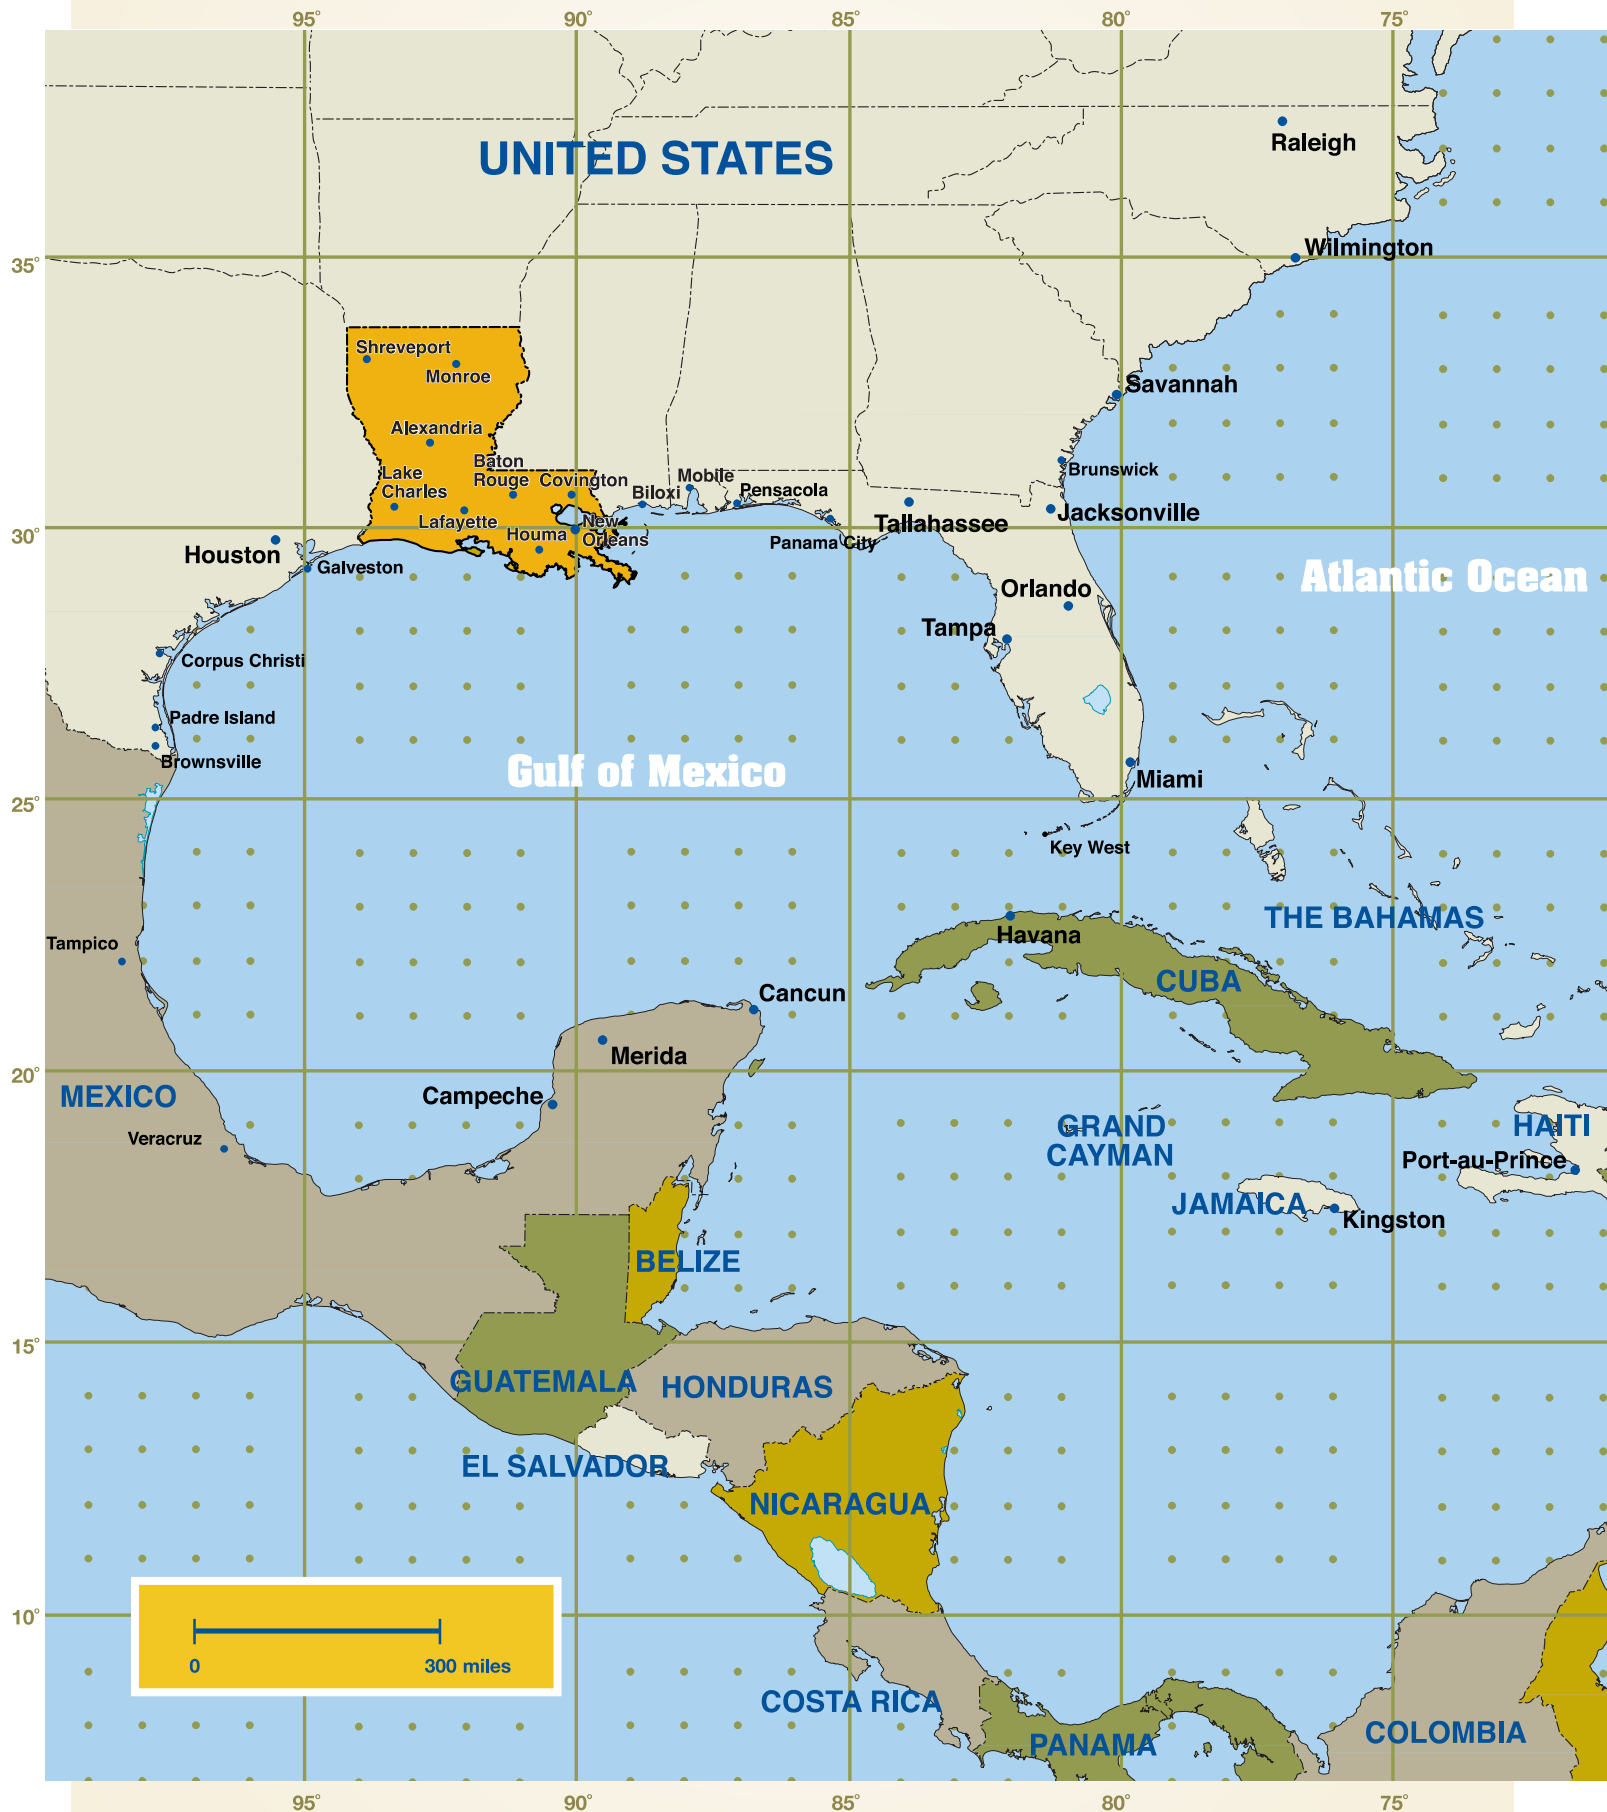 95° 90° 85° 80° 75°
UNITED STATES
Raleigh
Wilmington
35°
Shreveport
Monroe
Savannah
Alexandria
Baton
Rouge
Lake
Charles
Covington
Mobile
Biloxi
Pensacola
Brunswick
Lafayette
Houma
New
Orleans
Tallahassee
Jacksonville
30°
Panama City
Houston
Galveston
Atlantic Ocean
Orlando
Tampa
Corpus Christi
Padre Island
Brownsville
Gulf of Mexico
Miami
25°
Key West
THE BAHAMAS
Tampico
Havana
CUBA
Cancun
Merida
20°
MEXICO
Campeche
Veracruz
GRAND
CAYMAN
HAITI
Port-au-Prince
JAMAICA
Kingston
BELIZE
15°
GUATEMALA
HONDURAS
EL SALVADOR
NICARAGUA
10°
0 300 miles
COSTA RICA
PANAMA
COLOMBIA
95° 90° 85° 80° 75°